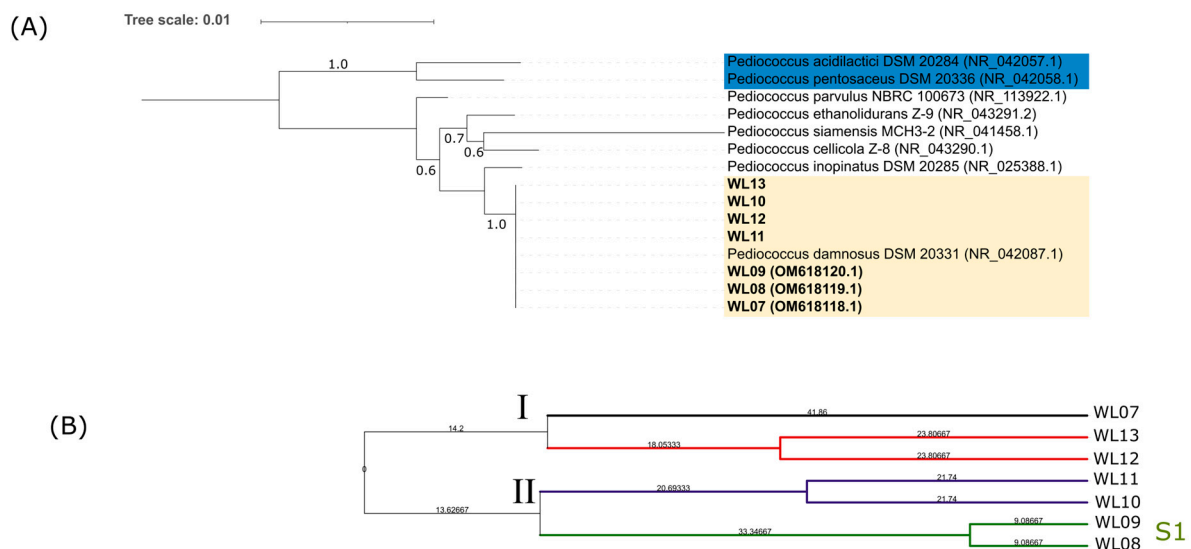 (A)
Tree scale: 0.01
1.0
Pediococcus acidilactici DSM 20284 (NR_042057.1)
Pediococcus pentosaceus DSM 20336 (NR_042058.1)
Pediococcus parvulus NBRC 100673 (NR_113922.1)
Pediococcus ethanolidurans Z-9 (NR_043291.2)
0.7
Pediococcus siamensis MCH3-2 (NR_041458.1)
0.6
Pediococcus cellicola Z-8 (NR_043290.1)
0.6
Pediococcus inopinatus DSM 20285 (NR_025388.1)
WL13
WL10
WL12
1.0
WL11
Pediococcus damnosus DSM 20331 (NR_042087.1)
WL09 (OM618120.1)
WL08 (OM618119.1)
WL07 (OM618118.1)
(B)
I
41.86
WL07
14.2
23.80667
WL13
18.05333
23.80667
WL12
0
II
21.74
WL11
20.69333
21.74
WL10
13.62667
9.08667
WL09
33.34667
S1
9.08667
WL08